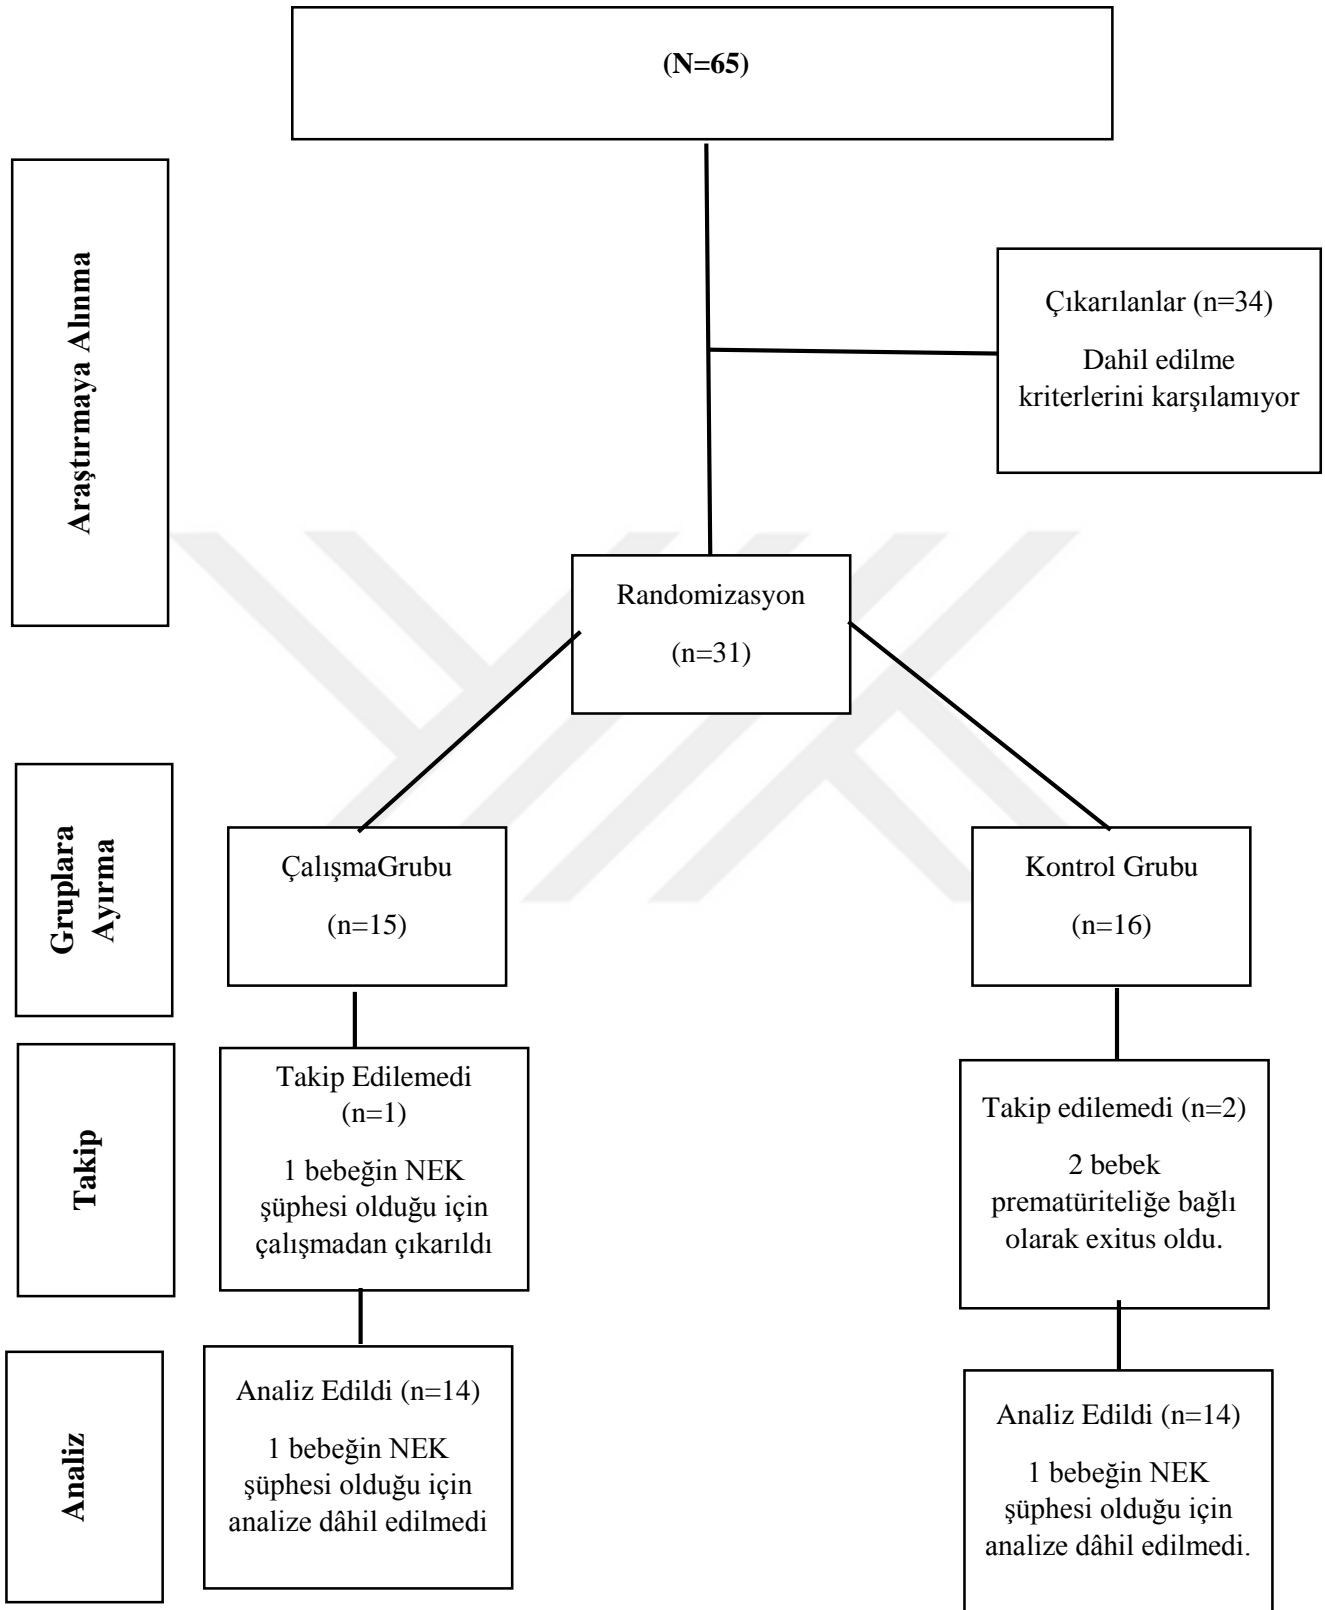 (N=65)
Araştırmaya Alınma
Çıkarılanlar (n=34)
Dahil edilme
kriterlerini karşılamıyor
Randomizasyon
(n=31)
Gruplara
Ayırma
ÇalışmaGrubu
(n=15)
Kontrol Grubu
(n=16)
Takip
Takip Edilemedi
(n=1)
1 bebeğin NEK
şüphesi olduğu için
çalışmadan çıkarıldı
Takip edilemedi (n=2)
2 bebek
prematüriteliğe bağlı
olarak exitus oldu.
Analiz
Analiz Edildi (n=14)
1 bebeğin NEK
şüphesi olduğu için
analize dâhil edilmedi
Analiz Edildi (n=14)
1 bebeğin NEK
şüphesi olduğu için
analize dâhil edilmedi.